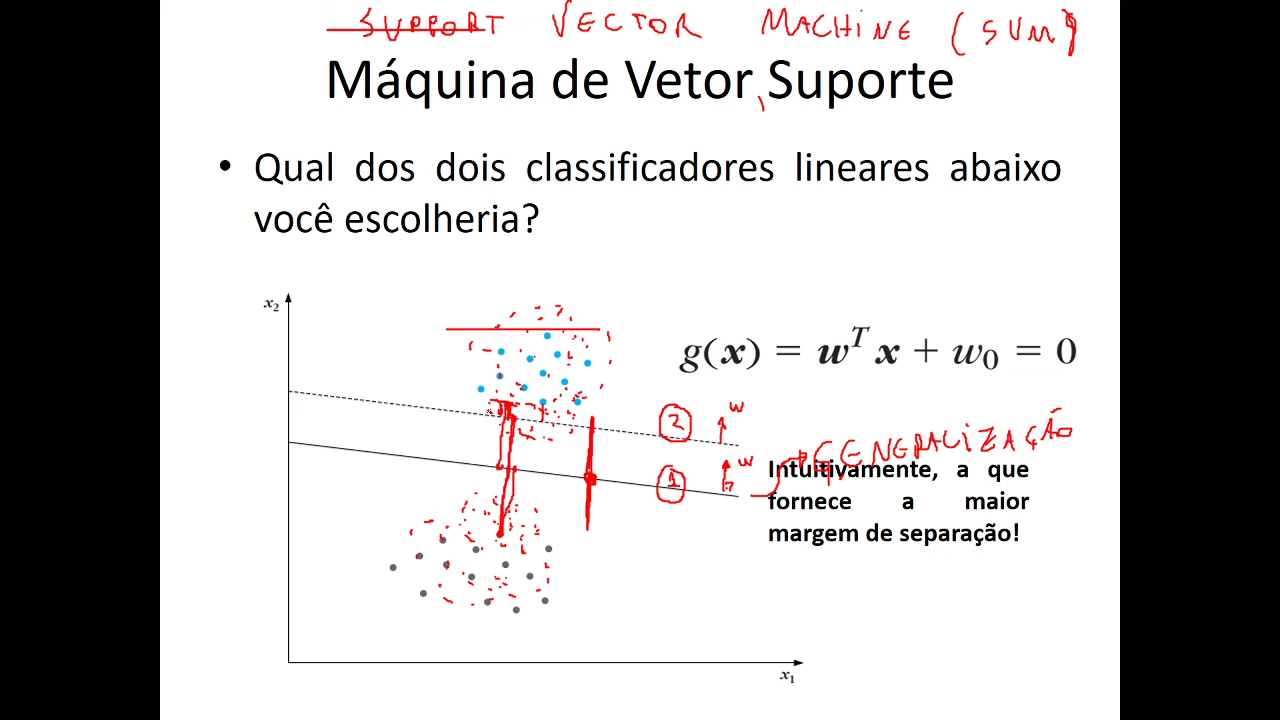 SUPPORT VECTOR MACHINE (SVM)
Máquina de Vetor, Suporte
• Qual dos dois classificadores lineares abaixo
você escolheria?
x₂
g(x) = wᵀx + w₀ = 0
2 w
1 w GENERALIZAÇÃO
Intuitivamente, a que
fornece a maior
margem de separação!
x₁